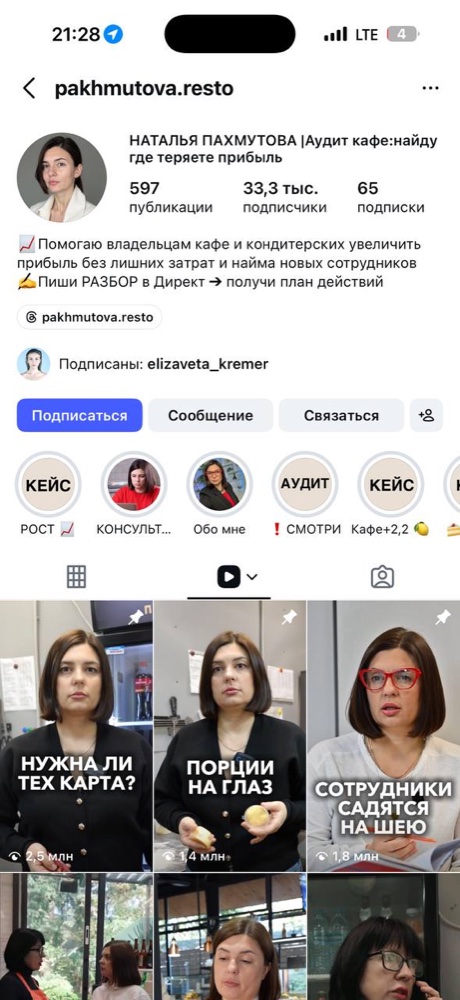 21:28
LTE
4
pakhmutova.resto
НАТАЛЬЯ ПАХМУТОВА |Аудит кафе:найду
где теряете прибыль
597
33,3 тыс.
65
публикации
подписчики
подписки
📈Помогаю владельцам кафе и кондитерских увеличить
прибыль без лишних затрат и найма новых сотрудников
✍️Пиши РАЗБОР в Директ ➔ получи план действий
pakhmutova.resto
Подписаны: elizaveta_kremer
Подписаться
Сообщение
Связаться
КЕЙС
АУДИТ
КЕЙС
РОСТ 📈
КОНСУЛЬТ...
Обо мне
❗СМОТРИ
Кафе+2,2 🍋
НУЖНА ЛИ
ТЕХ КАРТА?
2,5 млн
ПОРЦИИ
НА ГЛАЗ
1,4 млн
СОТРУДНИКИ
САДЯТСЯ
НА ШЕЮ
1,8 млн